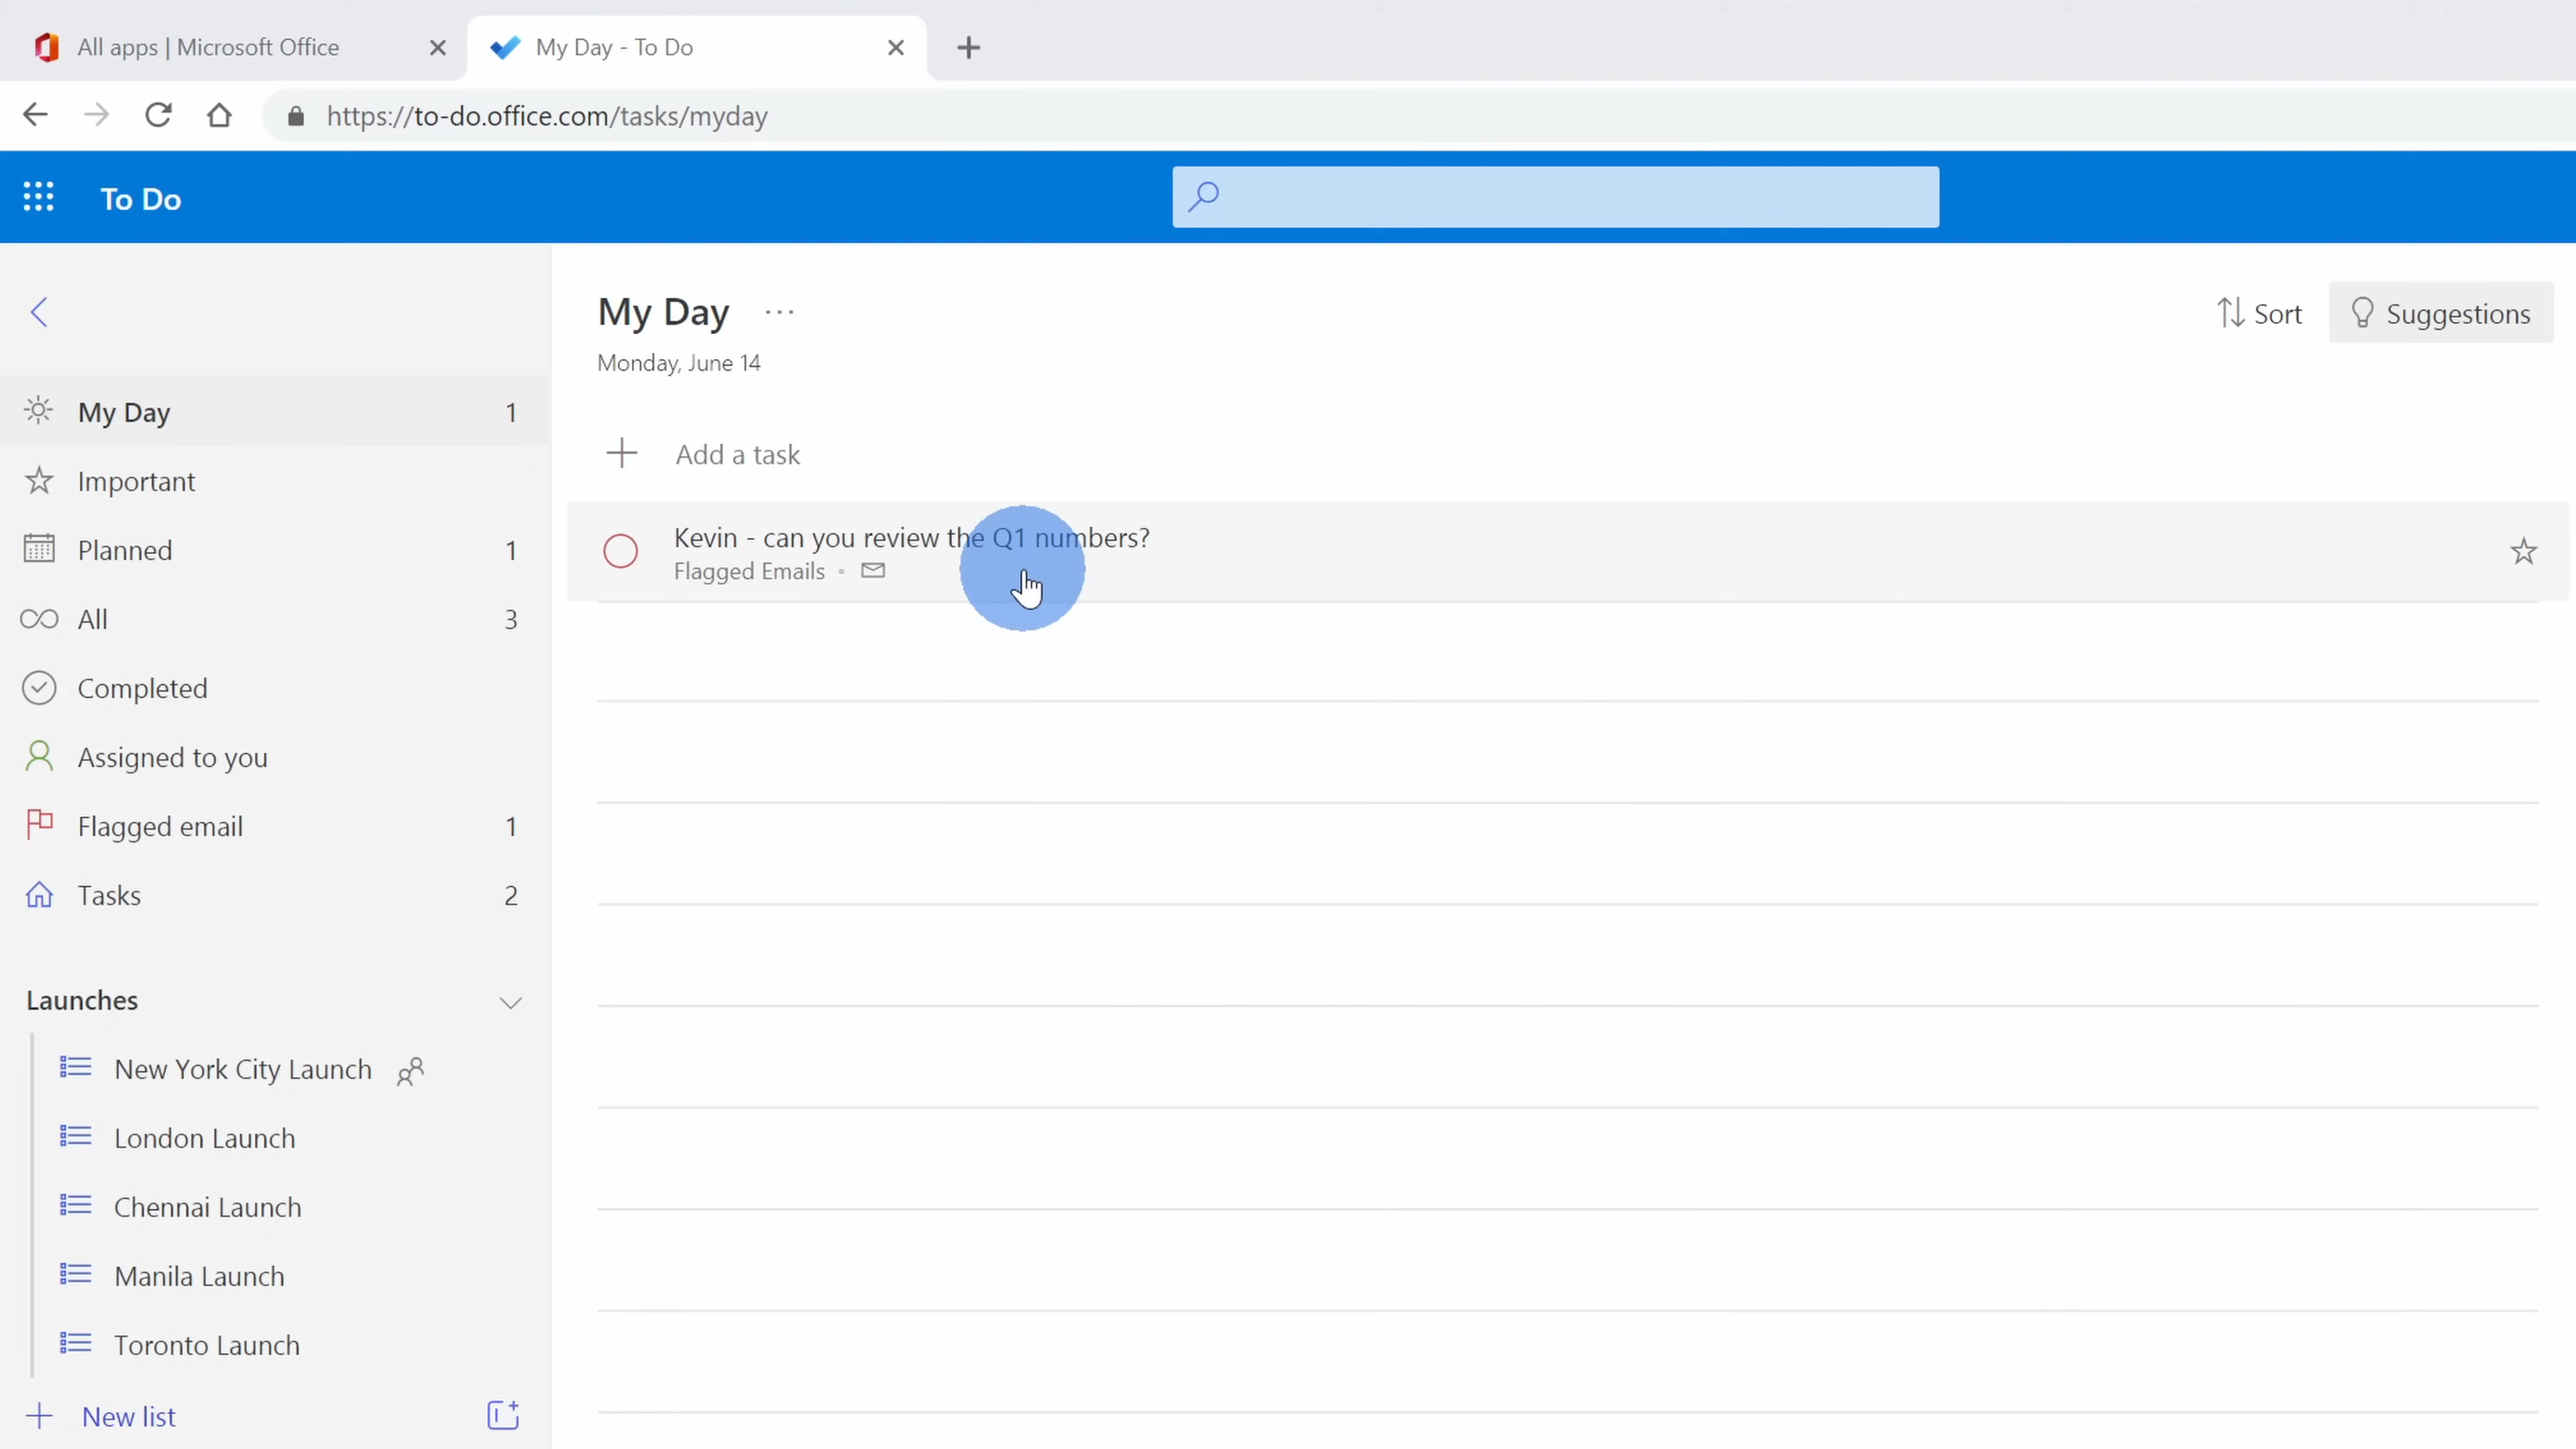 All apps | Microsoft Office
My Day - To Do
https://to-do.office.com/tasks/myday
To Do
My Day ...
Sort
Suggestions
Monday, June 14
My Day 1
Important
Planned 1
All 3
Completed
Assigned to you
Flagged email 1
Tasks 2
Launches
New York City Launch
London Launch
Chennai Launch
Manila Launch
Toronto Launch
New list
Add a task
Kevin - can you review the Q1 numbers?
Flagged Emails •